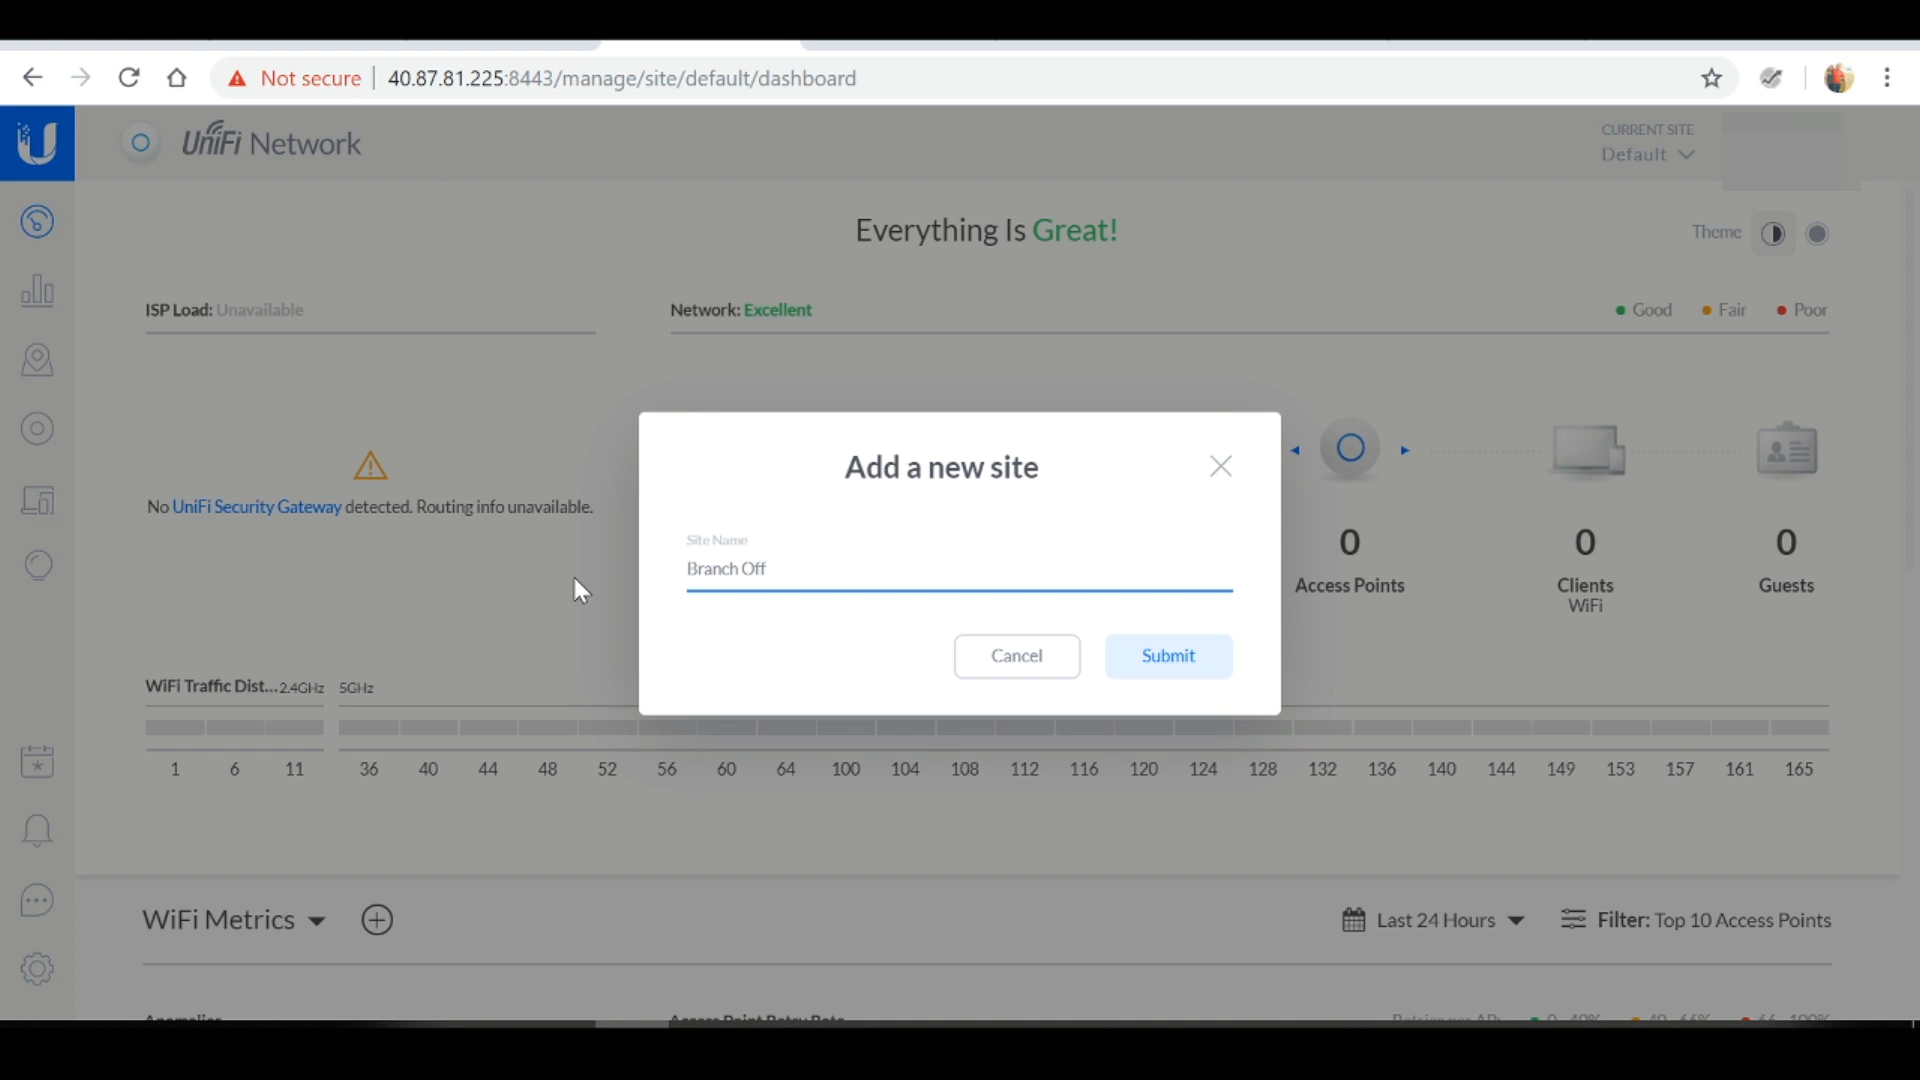 Not secure 40.87.81.225:8443/manage/site/default/dashboard
UniFi Network
CURRENT SITE
Default
Everything Is Great!
Theme
ISP Load: Unavailable
Network: Excellent
Good Fair Poor
No UniFi Security Gateway detected. Routing info unavailable.
Add a new site
Site Name
Branch Off
Cancel Submit
0 0 0
Access Points Clients Guests
WiFi
WiFi Traffic Dist... 2.4GHz 5GHz
1 6 11 36 40 44 48 52 56 60 64 100 104 108 112 116 120 124 128 132 136 140 144 149 153 157 161 165
WiFi Metrics
Last 24 Hours Filter: Top 10 Access Points